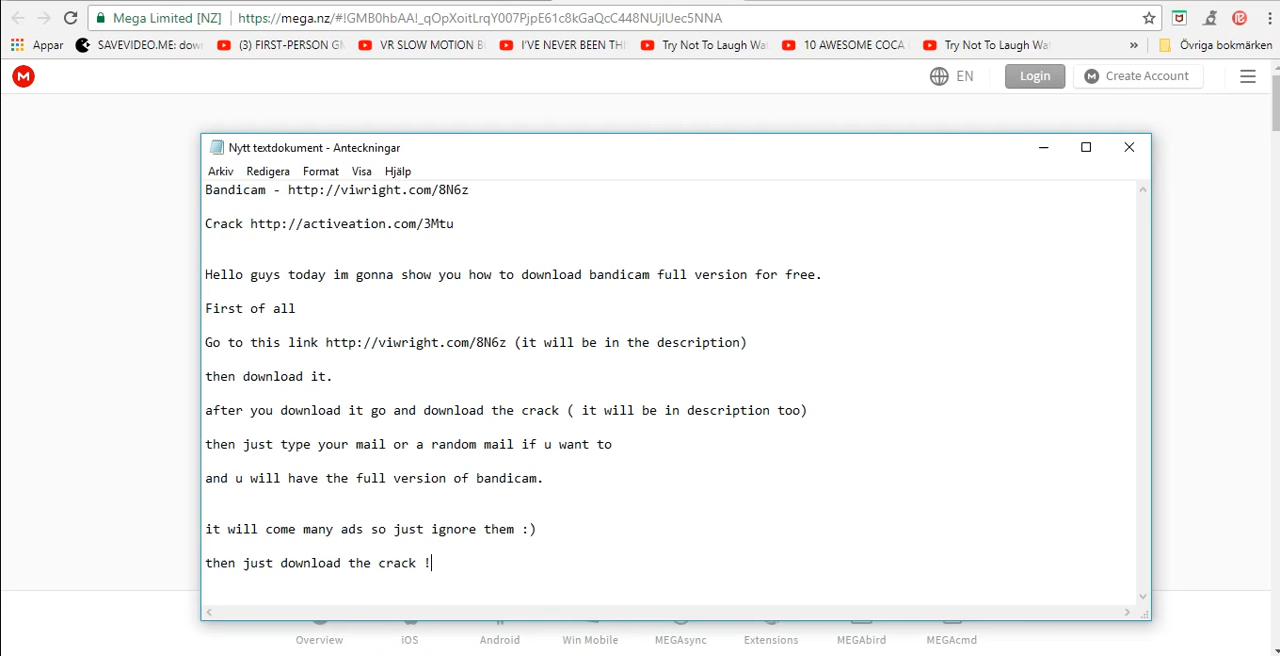 Mega Limited [NZ] https://mega.nz/#!GMB0hbAA!_qOpXoitLrqY007PjpE61c8kGaQcC448NUjIUec5NNA
Appar SAVEVIDEO.ME: dow (3) FIRST-PERSON GN VR SLOW MOTION BU I'VE NEVER BEEN THI Try Not To Laugh Wat 10 AWESOME COCA Try Not To Laugh Wat » Övriga bokmärken
M EN Login M Create Account
Nytt textdokument - Anteckningar
Arkiv Redigera Format Visa Hjälp
Bandicam - http://viwright.com/8N6z
Crack http://activeation.com/3Mtu
Hello guys today im gonna show you how to download bandicam full version for free.
First of all
Go to this link http://viwright.com/8N6z (it will be in the description)
then download it.
after you download it go and download the crack ( it will be in description too)
then just type your mail or a random mail if u want to
and u will have the full version of bandicam.
it will come many ads so just ignore them :)
then just download the crack !
Overview iOS Android Win Mobile MEGAsync Extensions MEGAbird MEGAcmd